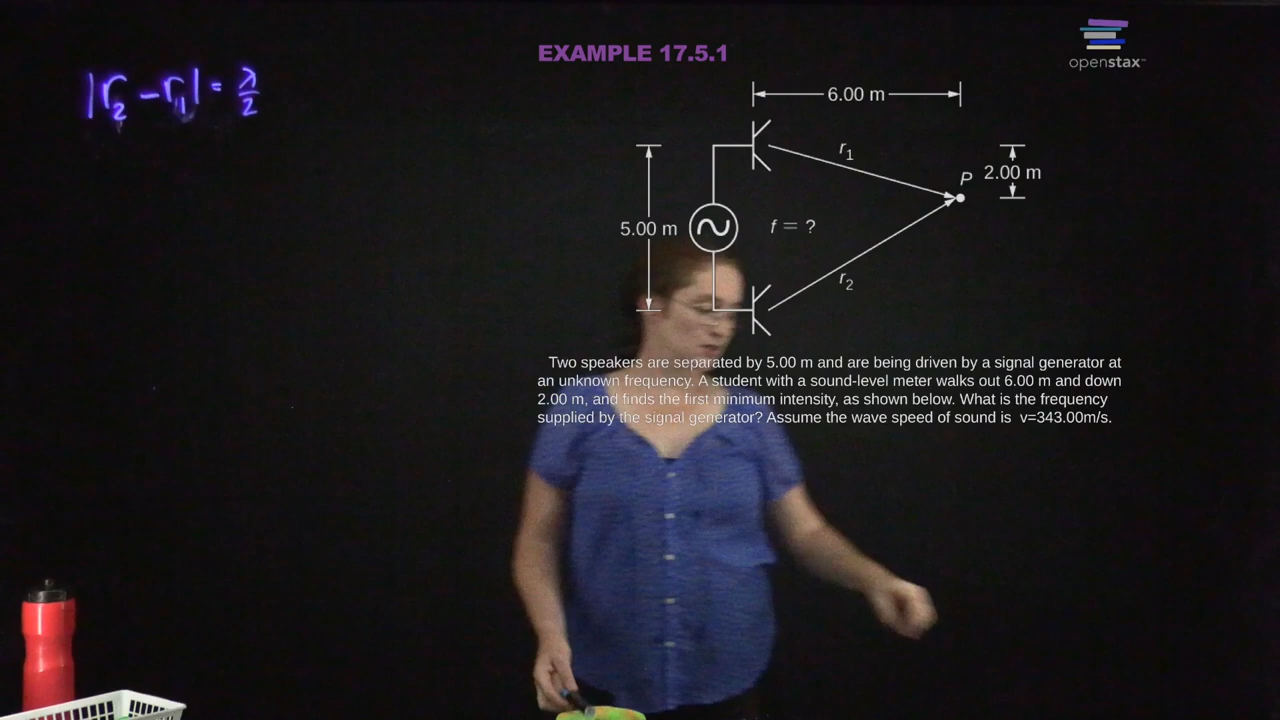 |r₂ - r₁| = λ/2
EXAMPLE 17.5.1
openstax™
6.00 m
r₁
P
2.00 m
5.00 m
f = ?
r₂
Two speakers are separated by 5.00 m and are being driven by a signal generator at
an unknown frequency. A student with a sound-level meter walks out 6.00 m and down
2.00 m, and finds the first minimum intensity, as shown below. What is the frequency
supplied by the signal generator? Assume the wave speed of sound is v=343.00m/s.